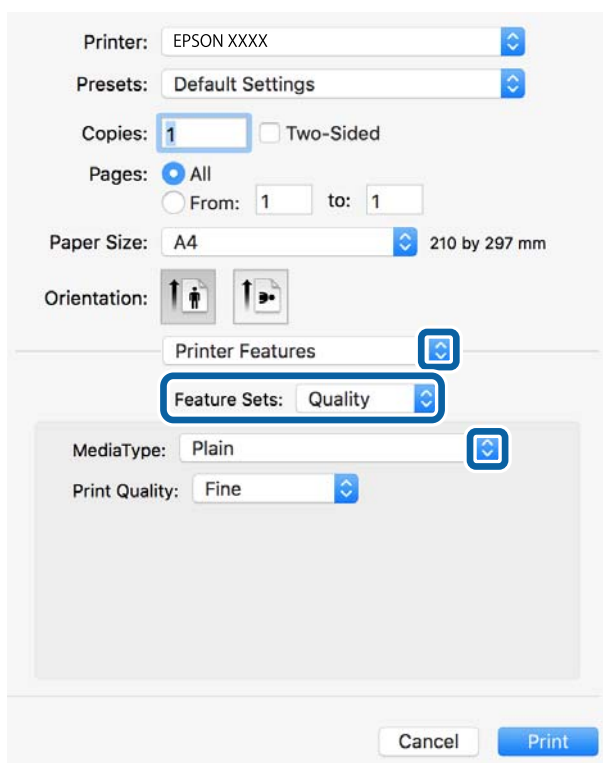 Printer: EPSON XXXX
Presets: Default Settings
Copies: 1 Two-Sided
Pages: All
From: 1 to: 1
Paper Size: A4 210 by 297 mm
Orientation:
Printer Features
Feature Sets: Quality
MediaType: Plain
Print Quality: Fine
Cancel Print